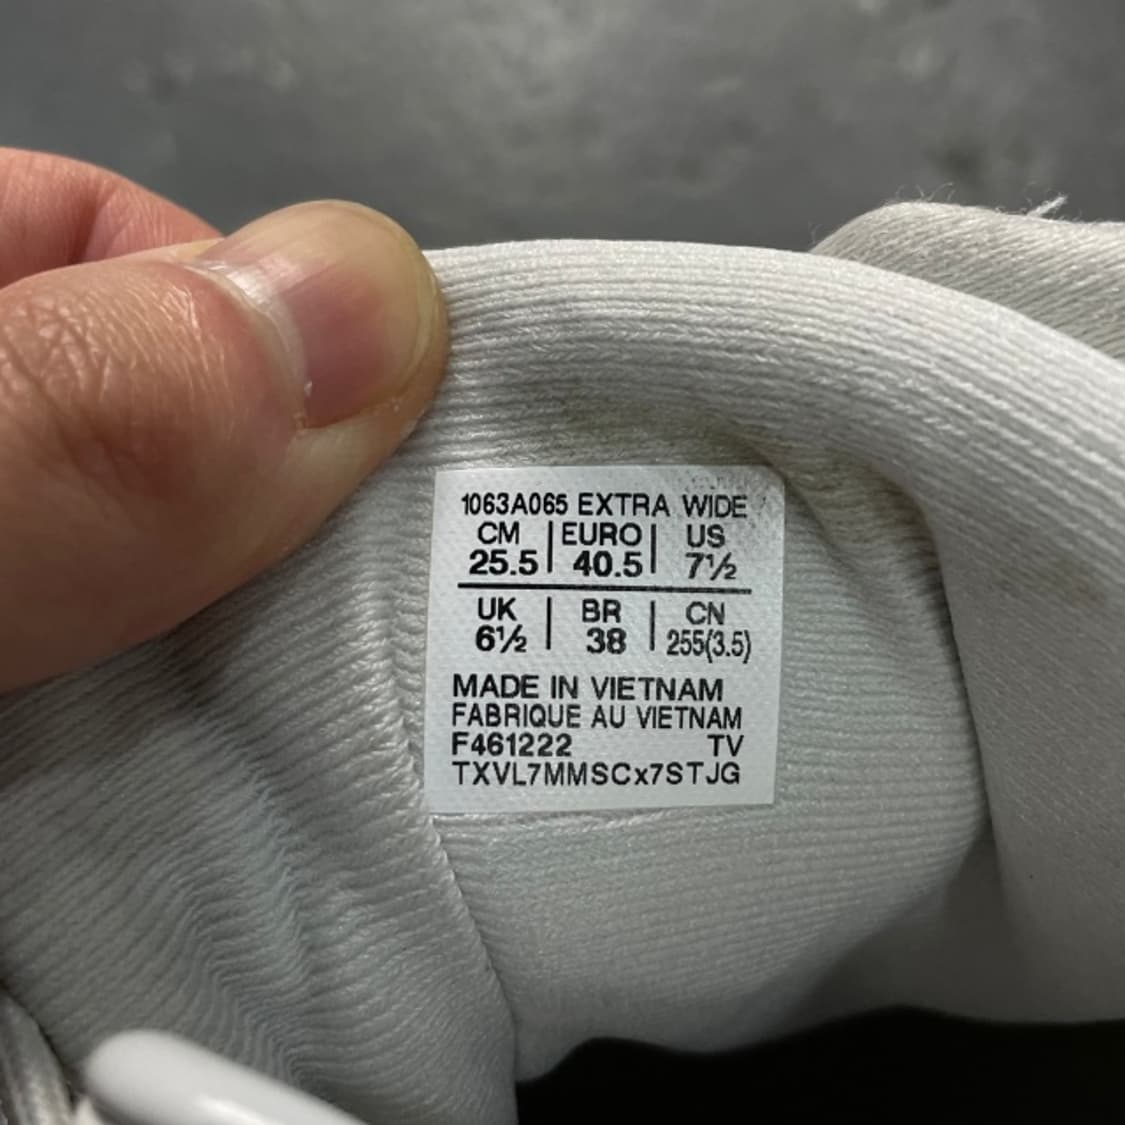 1063A065 EXTRA WIDE
CM | EURO | US
25.5 | 40.5 | 7½
UK | BR | CN
6½ | 38 | 255(3.5)
MADE IN VIETNAM
FABRIQUE AU VIETNAM
F461222 TV
TXVL7MMSCx7STJG